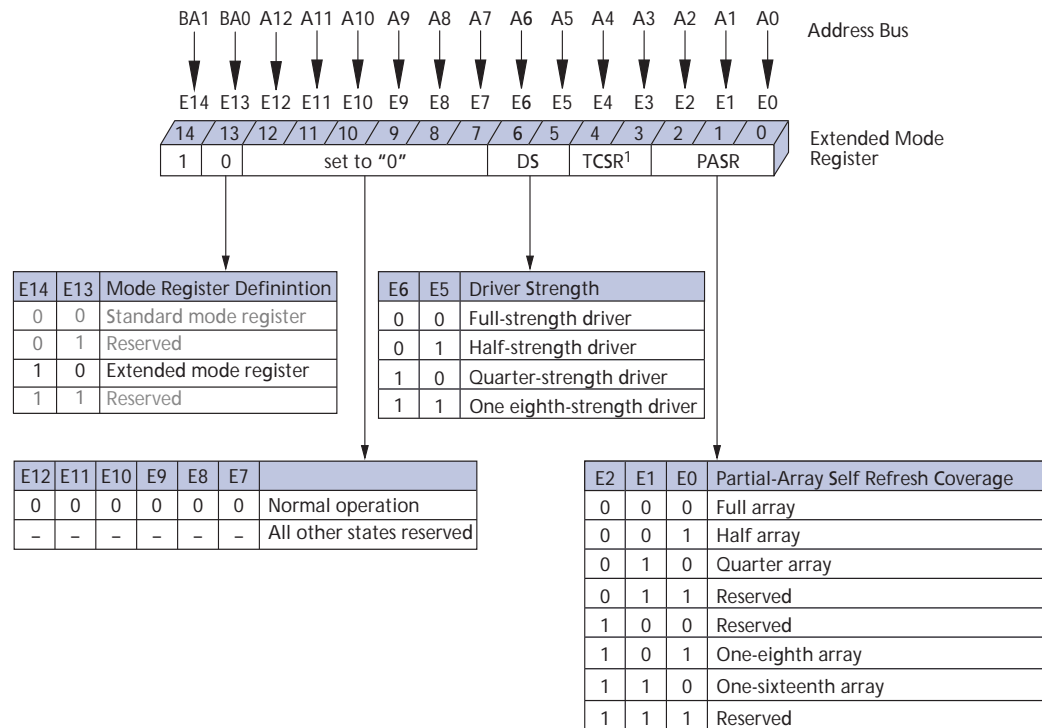 BA1 BA0 A12 A11 A10 A9 A8 A7 A6 A5 A4 A3 A2 A1 A0
Address Bus
E14 E13 E12 E11 E10 E9 E8 E7 E6 E5 E4 E3 E2 E1 E0
14 13 12 11 10 9 8 7 6 5 4 3 2 1 0
Extended Mode
Register
1 0 set to “0” DS TCSR1 PASR
E14 E13 Mode Register Definintion
0 0 Standard mode register
0 1 Reserved
1 0 Extended mode register
1 1 Reserved
E6 E5 Driver Strength
0 0 Full-strength driver
0 1 Half-strength driver
1 0 Quarter-strength driver
1 1 One eighth-strength driver
E12 E11 E10 E9 E8 E7
0 0 0 0 0 0 Normal operation
– – – – – – All other states reserved
E2 E1 E0 Partial-Array Self Refresh Coverage
0 0 0 Full array
0 0 1 Half array
0 1 0 Quarter array
0 1 1 Reserved
1 0 0 Reserved
1 0 1 One-eighth array
1 1 0 One-sixteenth array
1 1 1 Reserved